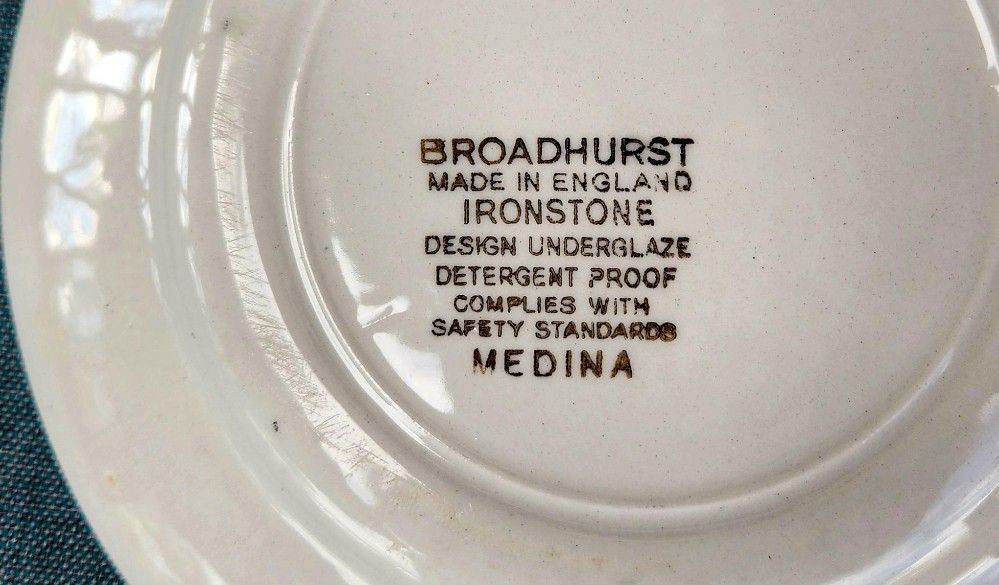 BROADHURST
MADE IN ENGLAND
IRONSTONE
DESIGN UNDERGLAZE
DETERGENT PROOF
COMPLIES WITH
SAFETY STANDARDS
MEDINA